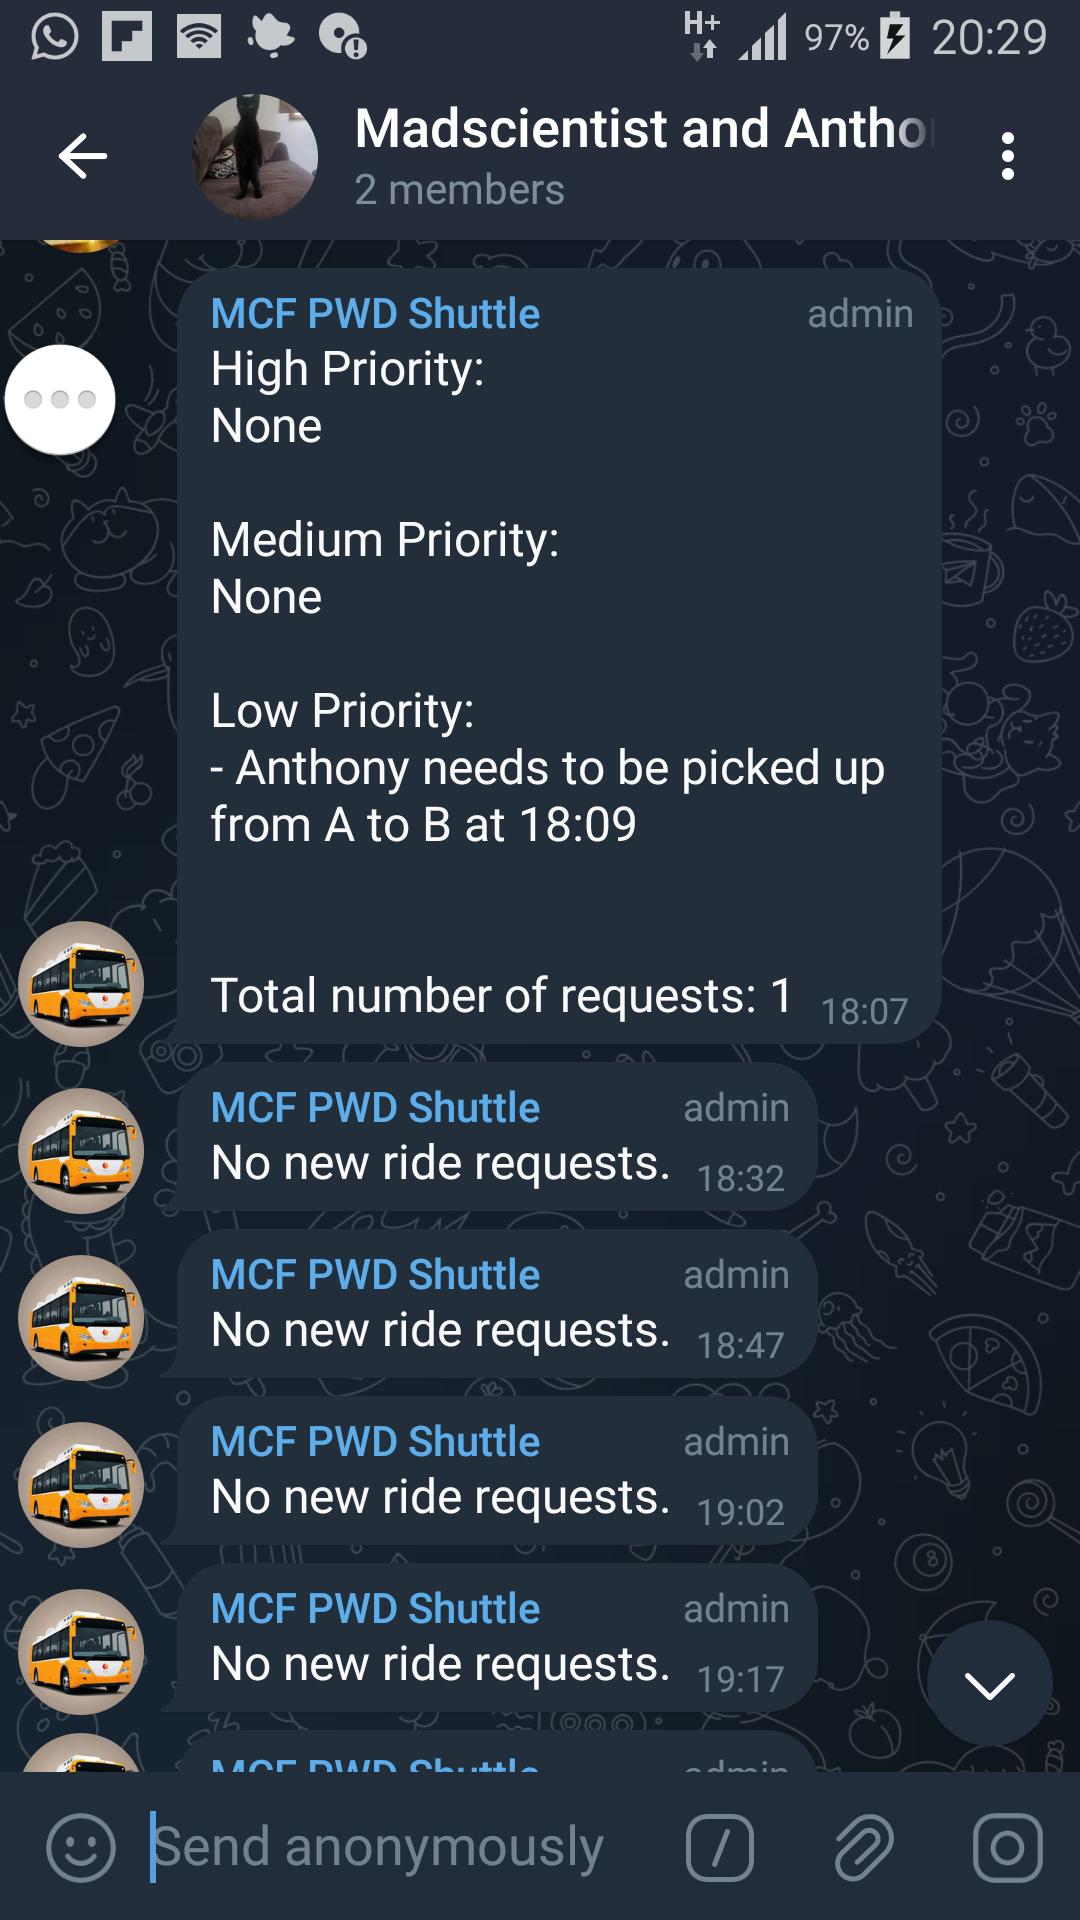 H+ 97% 20:29
Madscientist and Antho
2 members
MCF PWD Shuttle admin
High Priority:
None
Medium Priority:
None
Low Priority:
- Anthony needs to be picked up
from A to B at 18:09
Total number of requests: 1 18:07
MCF PWD Shuttle admin
No new ride requests. 18:32
MCF PWD Shuttle admin
No new ride requests. 18:47
MCF PWD Shuttle admin
No new ride requests. 19:02
MCF PWD Shuttle admin
No new ride requests. 19:17
MCF PWD Shuttle admin
Send anonymously